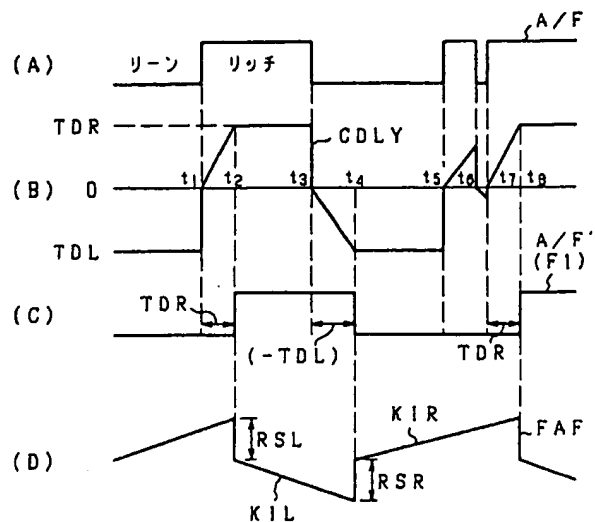 A/F
(A) リーン リッチ
TDR
CDLY
(B) 0 t1 t2 t3 t4 t5 t6 t7 t8
TDL
A/F'
(F1)
(C) TDR (-TDL) TDR
KIR
RSL FAF
(D) RSR
KIL